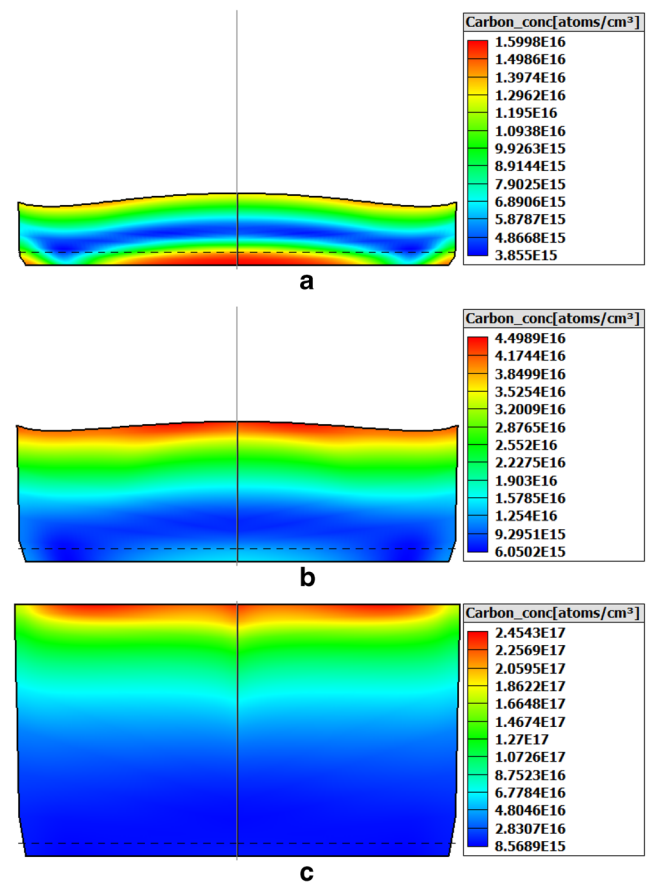 Carbon_conc[atoms/cm³]
1.5998E16
1.4986E16
1.3974E16
1.2962E16
1.195E16
1.0938E16
9.9263E15
8.9144E15
7.9025E15
6.8906E15
5.8787E15
4.8668E15
3.855E15
a
Carbon_conc[atoms/cm³]
4.4989E16
4.1744E16
3.8499E16
3.5254E16
3.2009E16
2.8765E16
2.552E16
2.2275E16
1.903E16
1.5785E16
1.254E16
9.2951E15
6.0502E15
b
Carbon_conc[atoms/cm³]
2.4543E17
2.2569E17
2.0595E17
1.8622E17
1.6648E17
1.4674E17
1.27E17
1.0726E17
8.7523E16
6.7784E16
4.8046E16
2.8307E16
8.5689E15
c